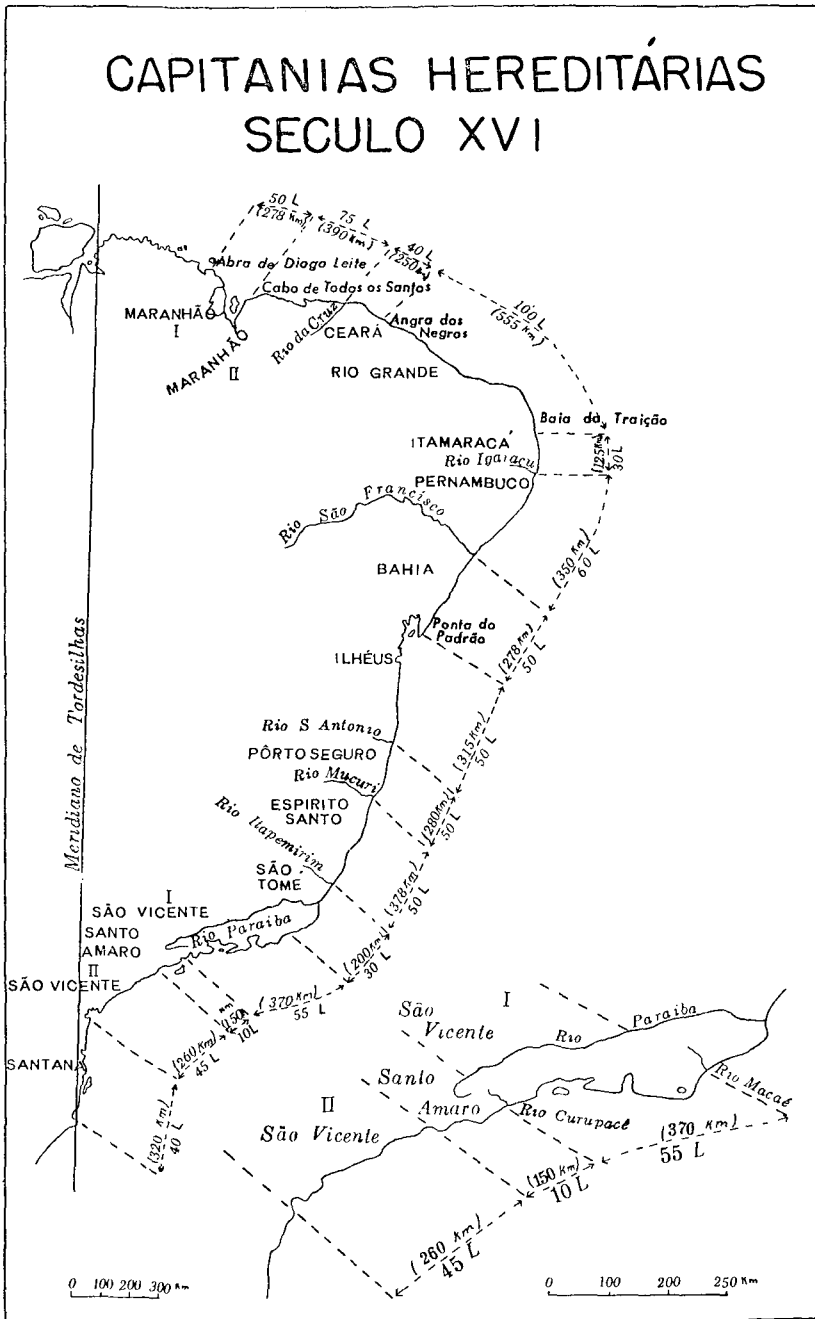 CAPITANIAS HEREDITÁRIAS
SECULO XVI
50 L
(278 Km)
75 L
(390 Km)
40 L
(250 Km)
100 L
(555 Km)
Abra de Diogo Leite
Cabo de Todos os Santos
MARANHÃO
I
MARANHÃO
II
Rio da Cruz
CEARÁ
Angra dos
Negros
RIO GRANDE
Baia da Traição
ITAMARACÁ
Rio Igaraçu
(125 Km)
30 L
PERNAMBUCO
Rio São Francisco
(350 Km)
60 L
BAHIA
Ponta do
Padrão
(278 Km)
50 L
ILHÉUS
Meridiano de Tordesilhas
Rio S Antonio
(315 Km)
50 L
PÔRTO SEGURO
Rio Mucuri
(280 Km)
50 L
ESPIRITO
SANTO
Rio Itapemirim
(378 Km)
50 L
SÃO
TOMÉ
I
SÃO VICENTE
Rio Paraiba
(200 Km)
30 L
SANTO
AMARO
II
SÃO VICENTE
(370 Km)
55 L
10 L
(260 Km)
45 L
SANTANA
(320 Km)
40 L
I
São
Vicente
Rio Paraiba
Santo
Amaro
Rio Macaé
II
São Vicente
Rio Curupacê
(370 Km)
55 L
(150 Km)
10 L
(260 Km)
45 L
0 100 200 300 Km
0 100 200 250 Km